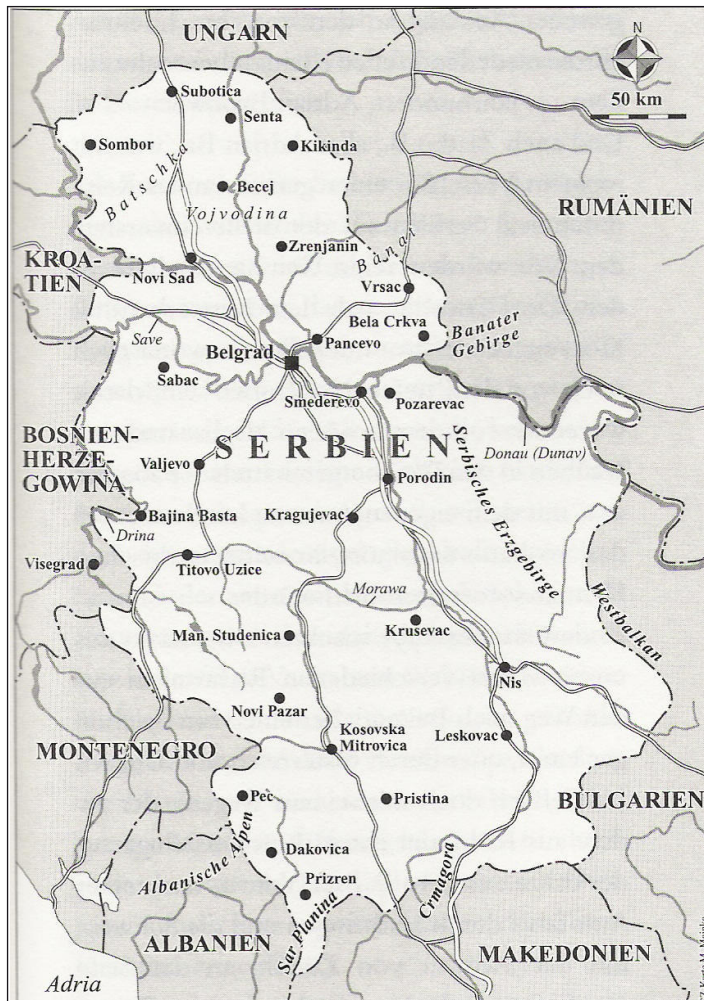 UNGARN
N
50 km
Subotica
Senta
Sombor
Kikinda
Batschka
Becej
Vojvodina
RUMÄNIEN
Zrenjanin
Banat
KROA-
TIEN
Novi Sad
Vrsac
Bela Crkva
Banater
Gebirge
Save
Pancevo
Belgrad
Sabac
Smederevo
Pozarevac
BOSNIEN-
HERZE-
GOWINA
SERBIEN
Donau (Dunav)
Valjevo
Porodin
Serbisches Erzgebirge
Bajina Basta
Kragujevac
Drina
Visegrad
Titovo Uzice
Morawa
Westbalkan
Man. Studenica
Krusevac
Nis
Novi Pazar
MONTENEGRO
Kosovska
Mitrovica
Leskovac
Pec
Pristina
BULGARIEN
Albanische Alpen
Dakovica
Crmagora
Prizren
Sar Planina
ALBANIEN
MAKEDONIEN
Adria